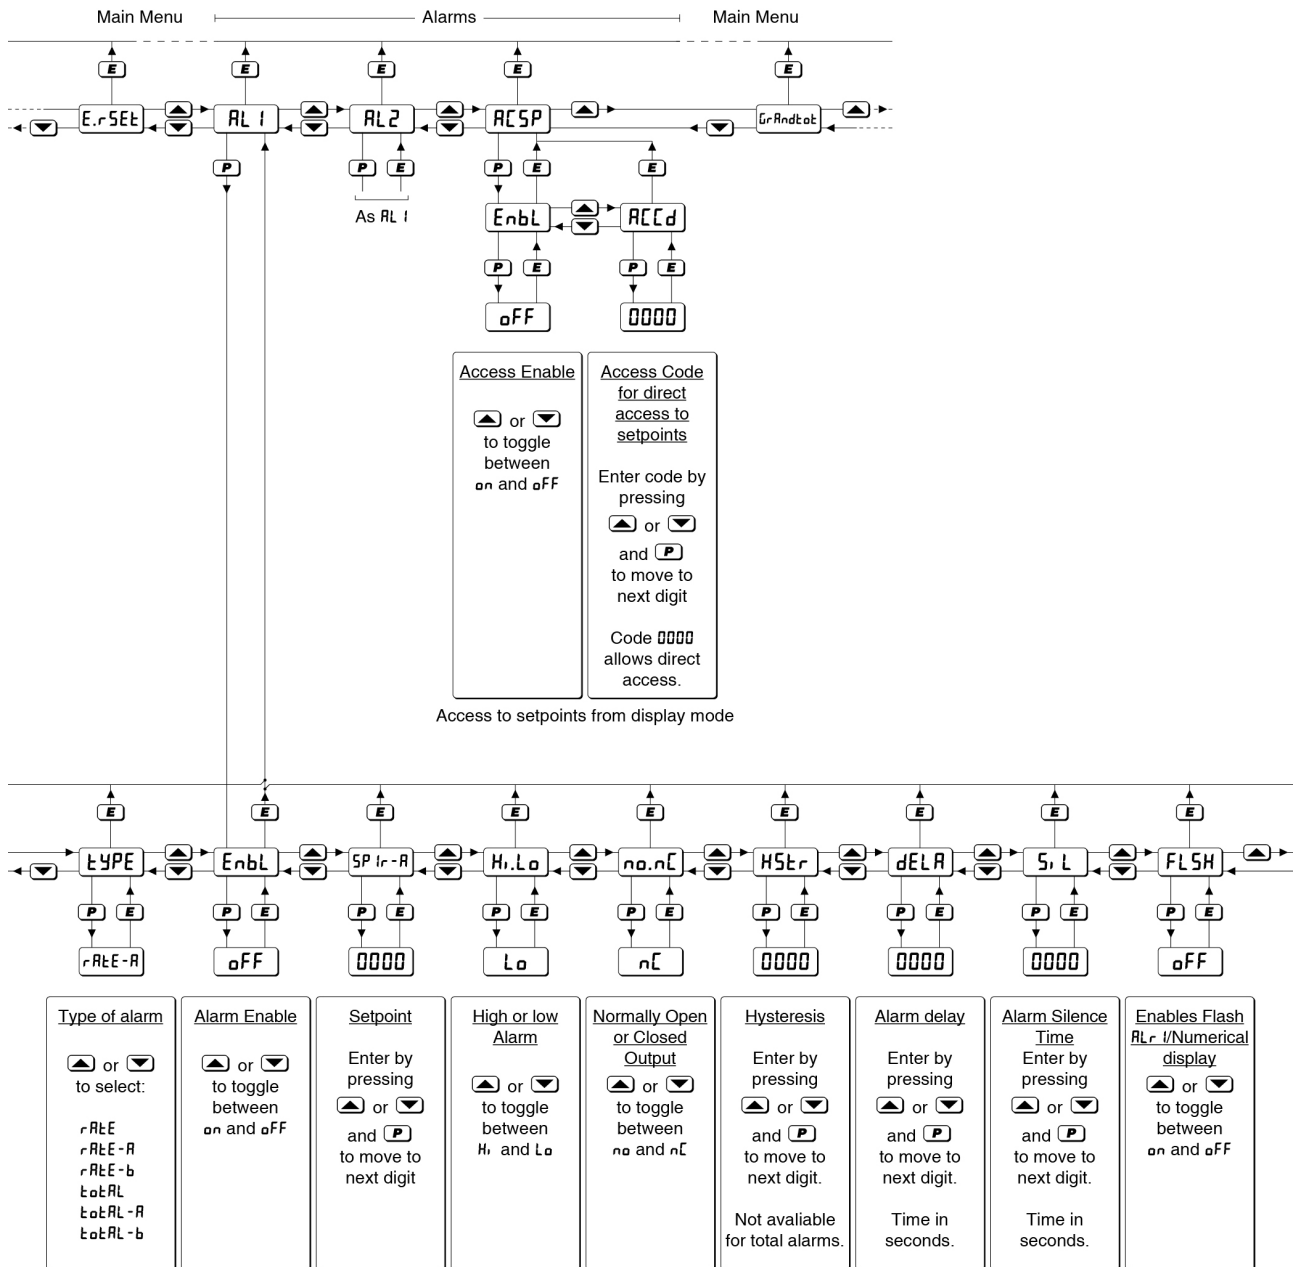 Main Menu
Alarms
Main Menu
E
E
E
E
E
E.rSEt
AL1
AL2
ACSP
GrAndtot
P
P
E
P
E
E
As AL1
EnbL
ACCd
P
E
P
E
oFF
0000
Access Enable
or
to toggle
between
on and oFF
Access Code
for direct
access to
setpoints
Enter code by
pressing
or
and P
to move to
next digit
Code 0000
allows direct
access.
Access to setpoints from display mode
E
E
E
E
E
E
E
E
E
tYPE
EnbL
SP1r-A
Hi.Lo
no.nC
HStr
dELA
SiL
FLSH
P
E
P
E
P
E
P
E
P
E
P
E
P
E
P
E
P
E
rAtE-A
oFF
0000
Lo
nC
0000
0000
0000
oFF
Type of alarm
or
to select:
rAtE
rAtE-A
rAtE-b
totAL
totAL-A
totAL-b
Alarm Enable
or
to toggle
between
on and oFF
Setpoint
Enter by
pressing
or
and P
to move to
next digit
High or low
Alarm
or
to toggle
between
Hi and Lo
Normally Open
or Closed
Output
or
to toggle
between
no and nC
Hysteresis
Enter by
pressing
or
and P
to move to
next digit.
Not avaliable
for total alarms.
Alarm delay
Enter by
pressing
or
and P
to move to
next digit.
Time in
seconds.
Alarm Silence
Time
Enter by
pressing
or
and P
to move to
next digit.
Time in
seconds.
Enables Flash
ALr1/Numerical
display
or
to toggle
between
on and oFF